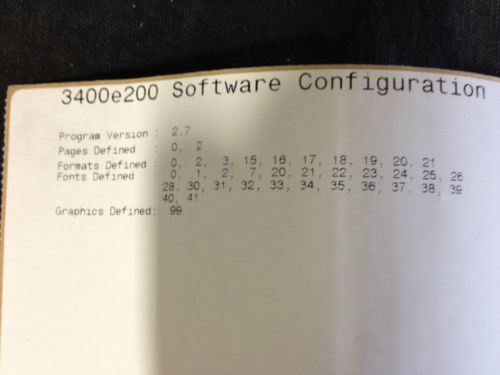 3400e200 Software Configuration
Program Version : 2.7
Pages Defined : 0, 2
Formats Defined : 0, 2, 3, 15, 16, 17, 18, 19, 20, 21
Fonts Defined : 0, 1, 2, 7, 20, 21, 22, 23, 24, 25, 26
28, 30, 31, 32, 33, 34, 35, 36, 37, 38, 39
40, 41
Graphics Defined: 99